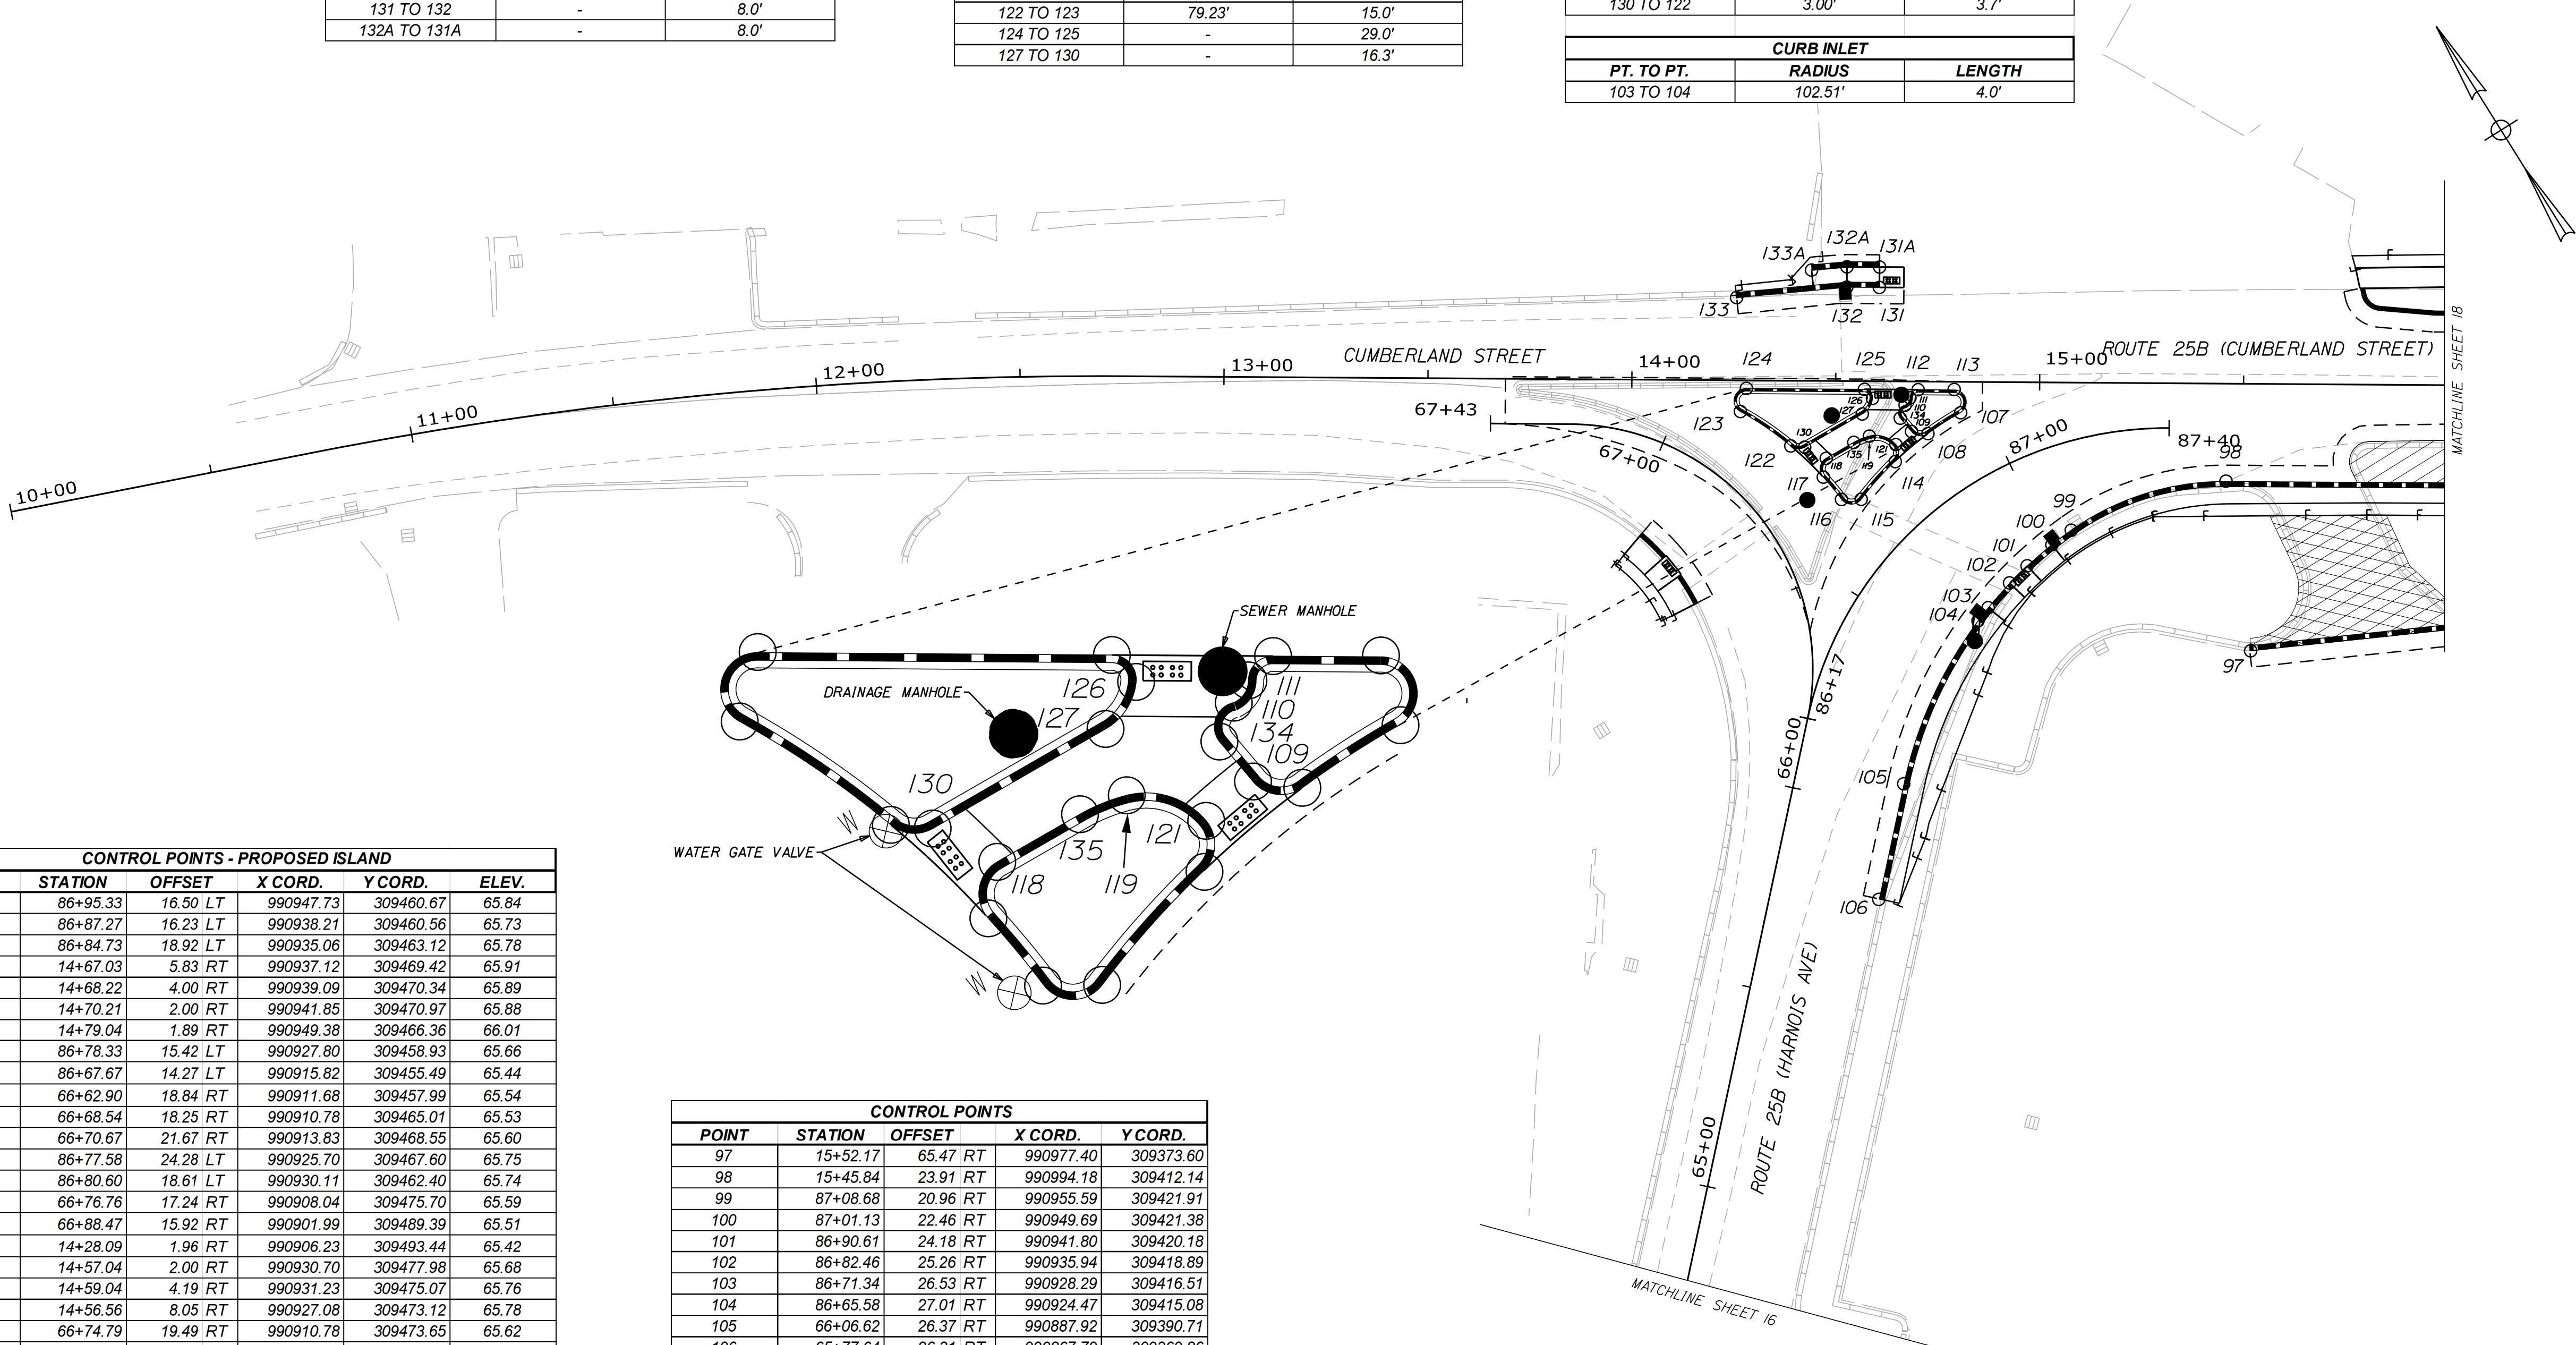 131 TO 132 - 8.0'
132A TO 131A - 8.0'
122 TO 123 79.23' 15.0'
124 TO 125 - 29.0'
127 TO 130 - 16.3'
130 TO 122 3.00' 3.7'
CURB INLET
PT. TO PT. RADIUS LENGTH
103 TO 104 102.51' 4.0'
10+00
11+00
12+00
13+00
CUMBERLAND STREET
14+00
15+00
ROUTE 25B (CUMBERLAND STREET)
MATCHLINE SHEET 18
133A
132A
131A
133
132
131
124
125
112
113
123
126
127
111
110
134
109
107
108
122
130
135
121
118
119
117
114
116
115
67+43
67+00
87+00
87+40
98
99
100
101
102
103
104
105
106
97
86+17
66+00
65+00
ROUTE 25B (HARNOIS AVE)
MATCHLINE SHEET 16
SEWER MANHOLE
DRAINAGE MANHOLE
126
127
111
110
134
109
130
135
121
118
119
W
WATER GATE VALVE
W
CONTROL POINTS - PROPOSED ISLAND
STATION OFFSET X CORD. Y CORD. ELEV.
86+95.33 16.50 LT 990947.73 309460.67 65.84
86+87.27 16.23 LT 990938.21 309460.56 65.73
86+84.73 18.92 LT 990935.06 309463.12 65.78
14+67.03 5.83 RT 990937.12 309469.42 65.91
14+68.22 4.00 RT 990939.09 309470.34 65.89
14+70.21 2.00 RT 990941.85 309470.97 65.88
14+79.04 1.89 RT 990949.38 309466.36 66.01
86+78.33 15.42 LT 990927.80 309458.93 65.66
86+67.67 14.27 LT 990915.82 309455.49 65.44
66+62.90 18.84 RT 990911.68 309457.99 65.54
66+68.54 18.25 RT 990910.78 309465.01 65.53
66+70.67 21.67 RT 990913.83 309468.55 65.60
86+77.58 24.28 LT 990925.70 309467.60 65.75
86+80.60 18.61 LT 990930.11 309462.40 65.74
66+76.76 17.24 RT 990908.04 309475.70 65.59
66+88.47 15.92 RT 990901.99 309489.39 65.51
14+28.09 1.96 RT 990906.23 309493.44 65.42
14+57.04 2.00 RT 990930.70 309477.98 65.68
14+59.04 4.19 RT 990931.23 309475.07 65.76
14+56.56 8.05 RT 990927.08 309473.12 65.78
66+74.79 19.49 RT 990910.78 309473.65 65.62
CONTROL POINTS
POINT STATION OFFSET X CORD. Y CORD.
97 15+52.17 65.47 RT 990977.40 309373.60
98 15+45.84 23.91 RT 990994.18 309412.14
99 87+08.68 20.96 RT 990955.59 309421.91
100 87+01.13 22.46 RT 990949.69 309421.38
101 86+90.61 24.18 RT 990941.80 309420.18
102 86+82.46 25.26 RT 990935.94 309418.89
103 86+71.34 26.53 RT 990928.29 309416.51
104 86+65.58 27.01 RT 990924.47 309415.08
105 66+06.62 26.37 RT 990887.92 309390.71